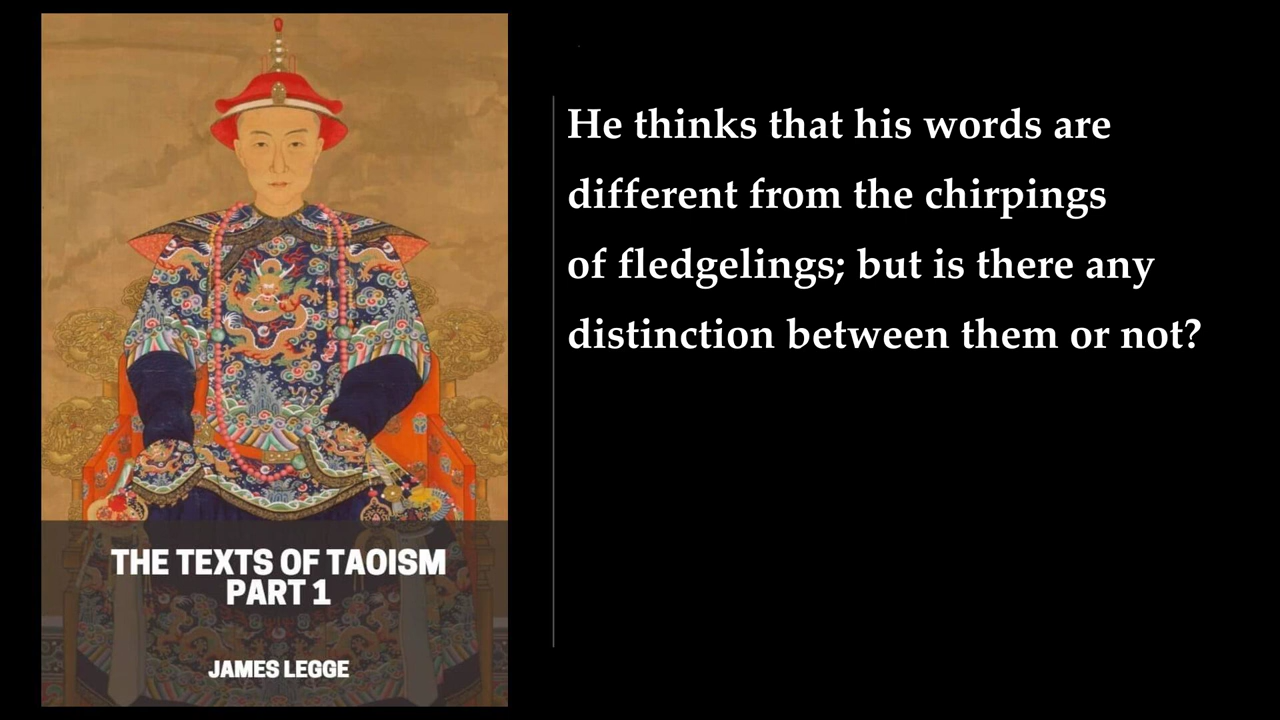 THE TEXTS OF TAOISM
PART 1
JAMES LEGGE
He thinks that his words are
different from the chirpings
of fledgelings; but is there any
distinction between them or not?